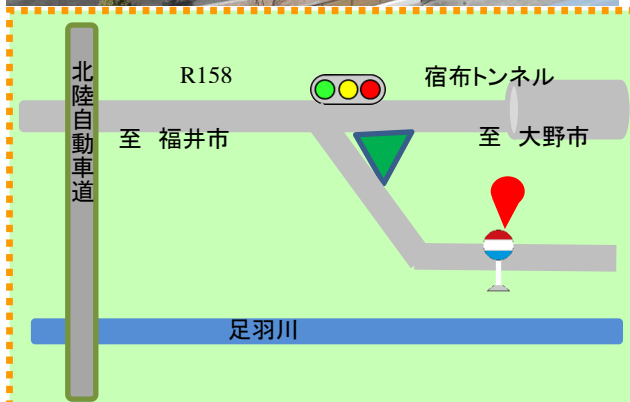 北陸自動車道
R158
宿布トンネル
至 福井市
至 大野市
足羽川